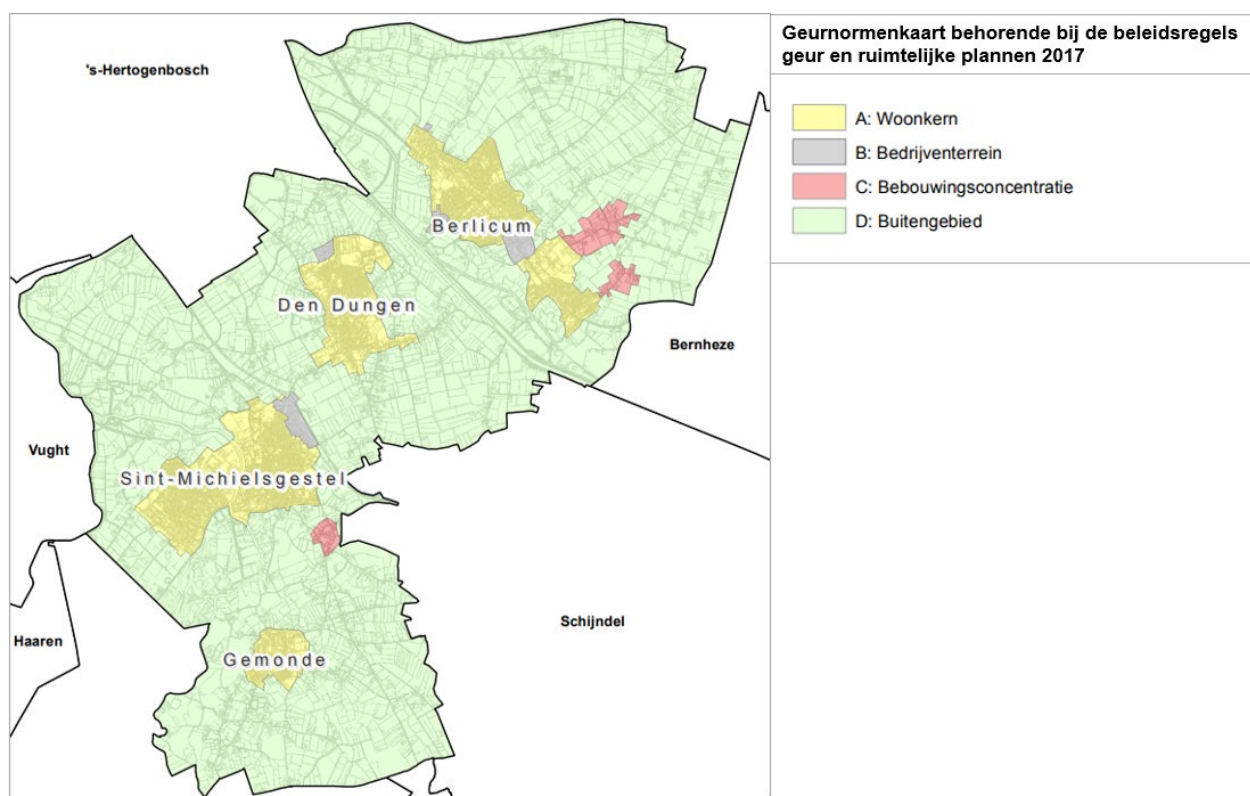 Geurnormenkaart behorende bij de beleidsregels
geur en ruimtelijke plannen 2017
A: Woonkern
B: Bedrijventerrein
C: Bebouwingsconcentratie
D: Buitengebied
's-Hertogenbosch
Berlicum
Den Dungen
Bernheze
Vught
Sint-Michielsgestel
Schijndel
Haaren
Gemonde